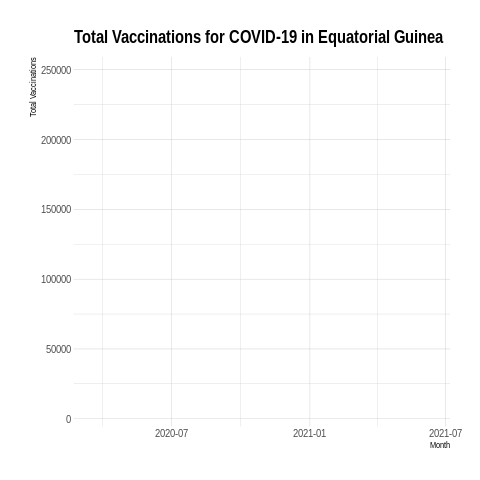 Total Vaccinations for COVID-19 in Equatorial Guinea
Total Vaccinations
250000
200000
150000
100000
50000
0
2020-07 2021-01 2021-07
Month